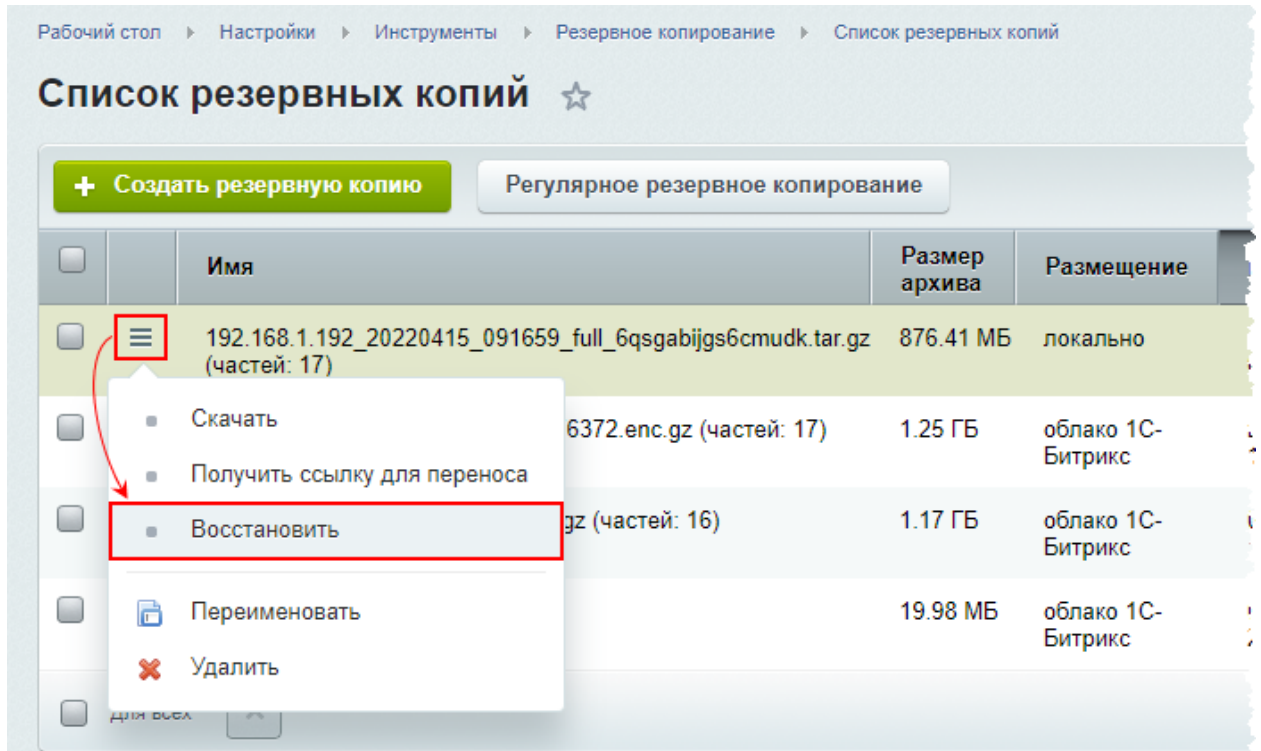 Рабочий стол Настройки Инструменты Резервное копирование Список резервных копий
Список резервных копий
Создать резервную копию Регулярное резервное копирование
Имя Размер архива Размещение
192.168.1.192_20220415_091659_full_6qsgabijgs6cmudk.tar.gz 876.41 МБ локально
(частей: 17)
Скачать
6372.enc.gz (частей: 17) 1.25 ГБ облако 1С-
Битрикс
Получить ссылку для переноса
Восстановить
gz (частей: 16) 1.17 ГБ облако 1С-
Битрикс
Переименовать
19.98 МБ облако 1С-
Битрикс
Удалить
Для всех